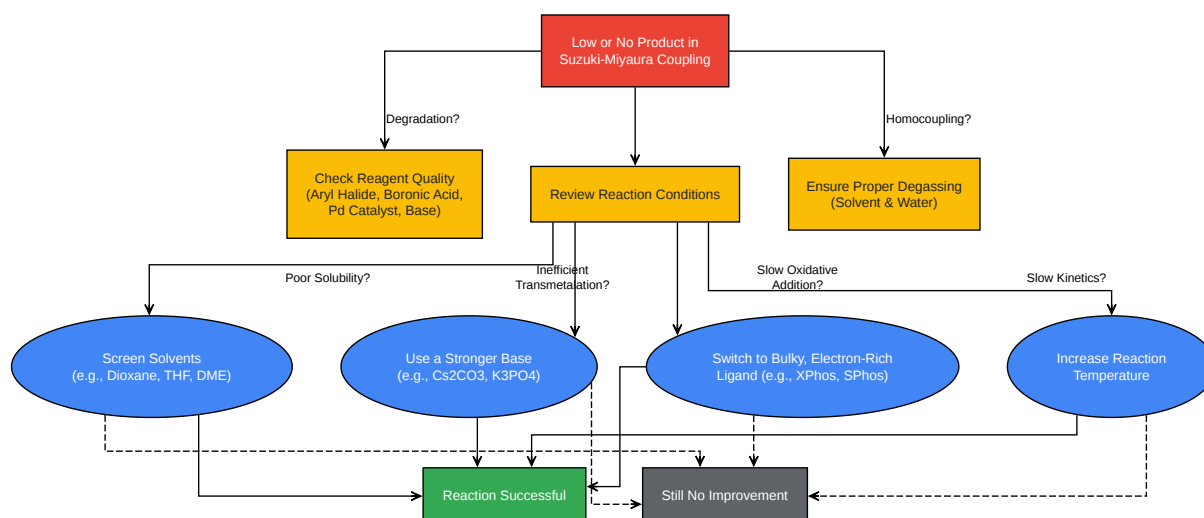 Low or No Product in
Suzuki-Miyaura Coupling
Degradation?
Homocoupling?
Check Reagent Quality
(Aryl Halide, Boronic Acid,
Pd Catalyst, Base)
Review Reaction Conditions
Ensure Proper Degassing
(Solvent & Water)
Poor Solubility?
Inefficient
Transmetalation?
Slow Oxidative
Addition?
Slow Kinetics?
Screen Solvents
(e.g., Dioxane, THF, DME)
Use a Stronger Base
(e.g., Cs2CO3, K3PO4)
Switch to Bulky, Electron-Rich
Ligand (e.g., XPhos, SPhos)
Increase Reaction
Temperature
Reaction Successful
Still No Improvement